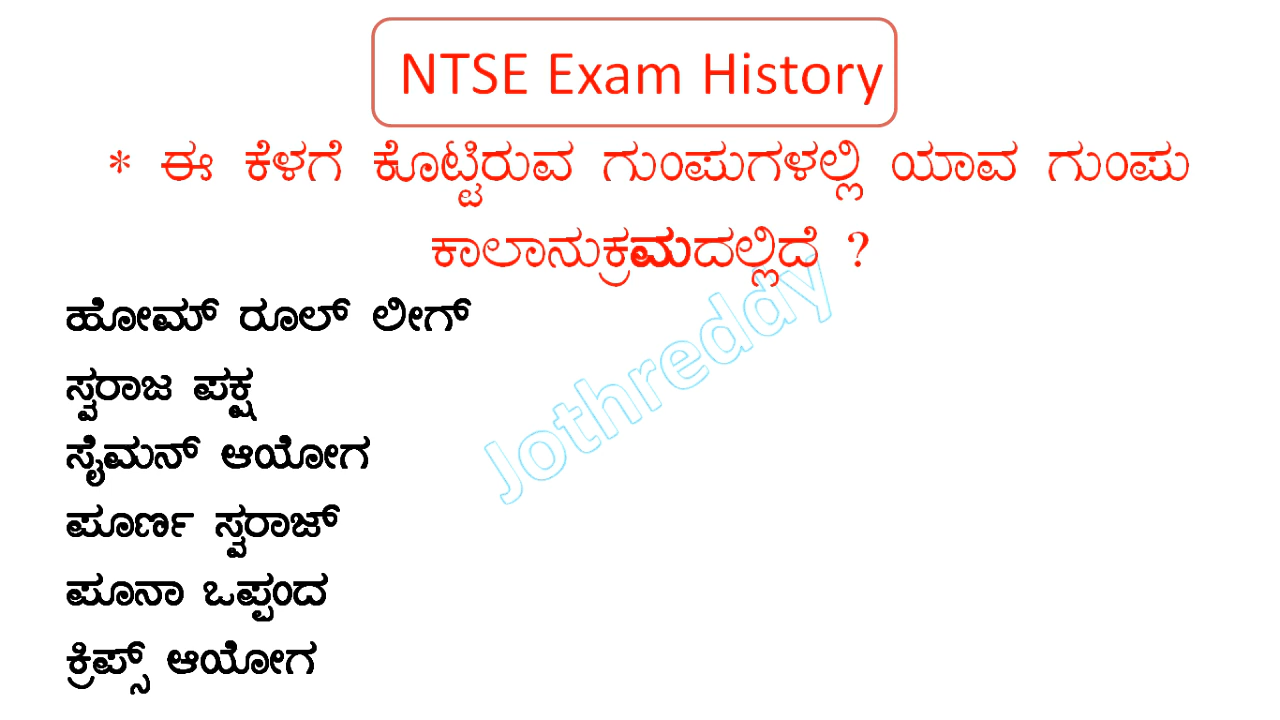 NTSE Exam History
* ಈ ಕೆಳಗೆ ಕೊಟ್ಟಿರುವ ಗುಂಪುಗಳಲ್ಲಿ ಯಾವ ಗುಂಪು
ಕಾಲಾನುಕ್ರಮದಲ್ಲಿದೆ ?
ಹೋಮ್ ರೂಲ್ ಲೀಗ್
ಸ್ವರಾಜ ಪಕ್ಷ
ಸೈಮನ್ ಆಯೋಗ
ಪೂರ್ಣ ಸ್ವರಾಜ್
ಪೂನಾ ಒಪ್ಪಂದ
ಕ್ರಿಪ್ಸ್ ಆಯೋಗ
Jothreddy